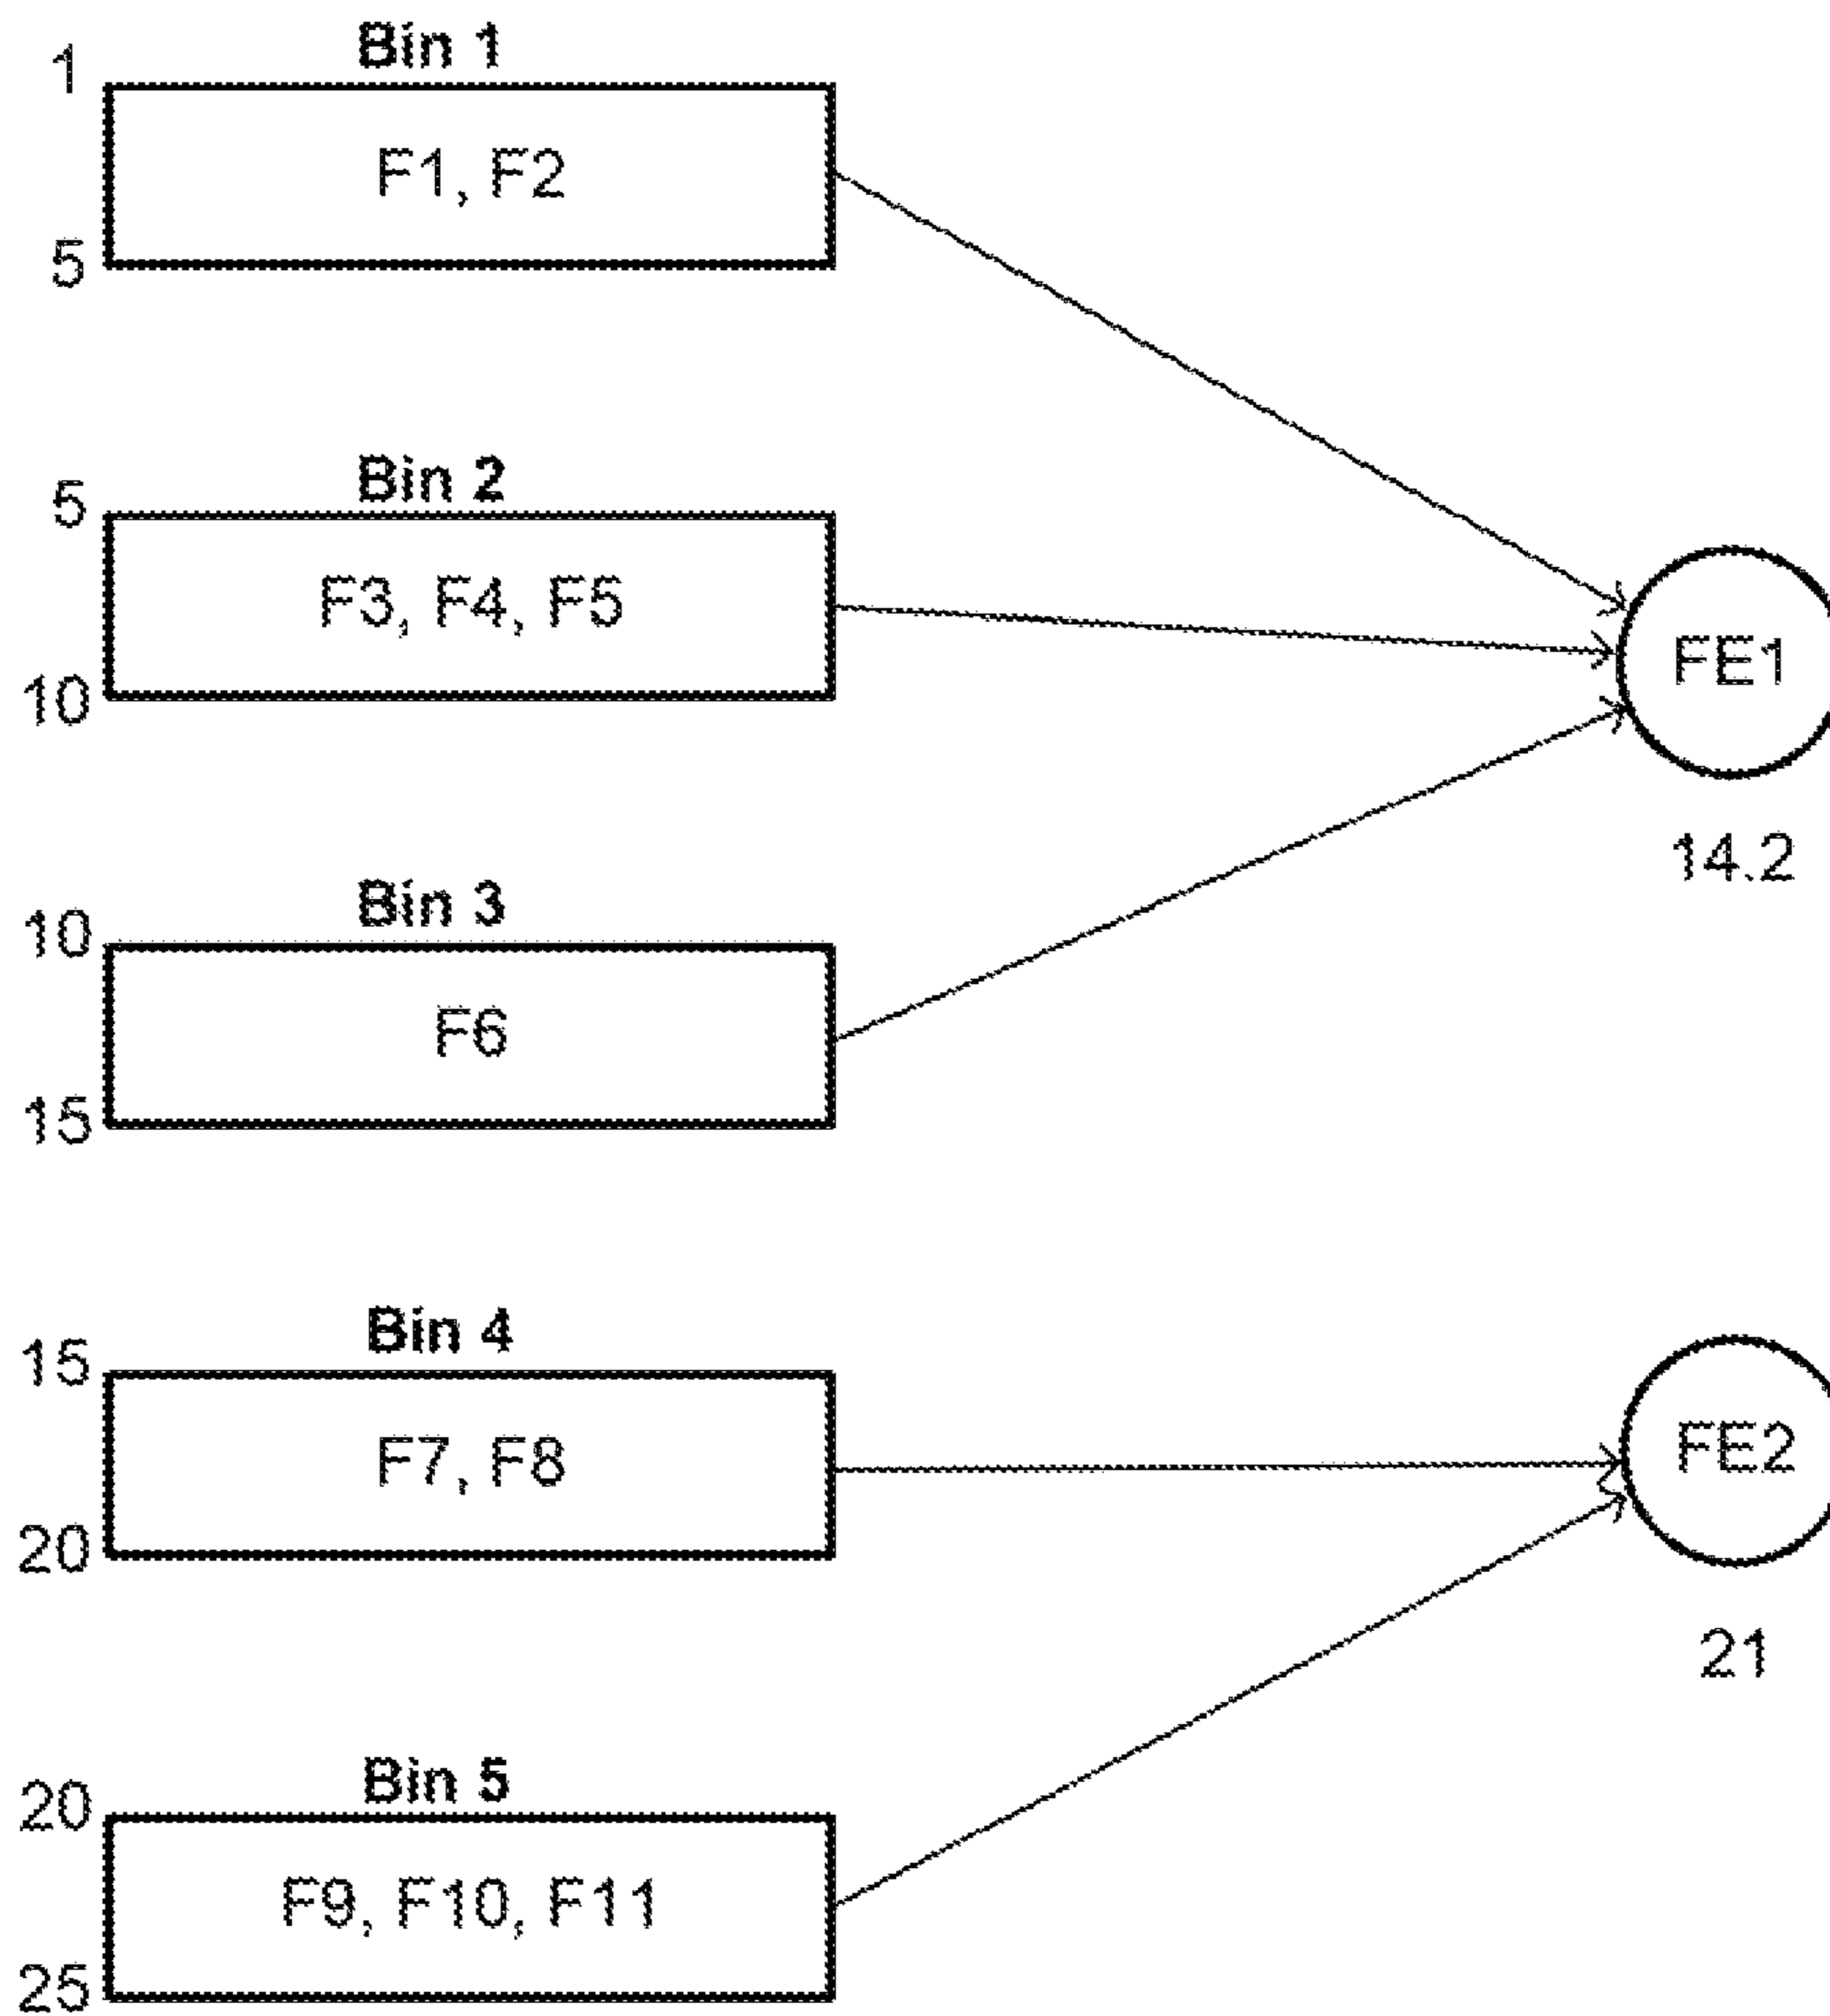 Bin 1
1
F1, F2
5
Bin 2
5
F3, F4, F5
10
FE1
14.2
Bin 3
10
F6
15
Bin 4
15
F7, F8
20
FE2
21
Bin 5
20
F9, F10, F11
25